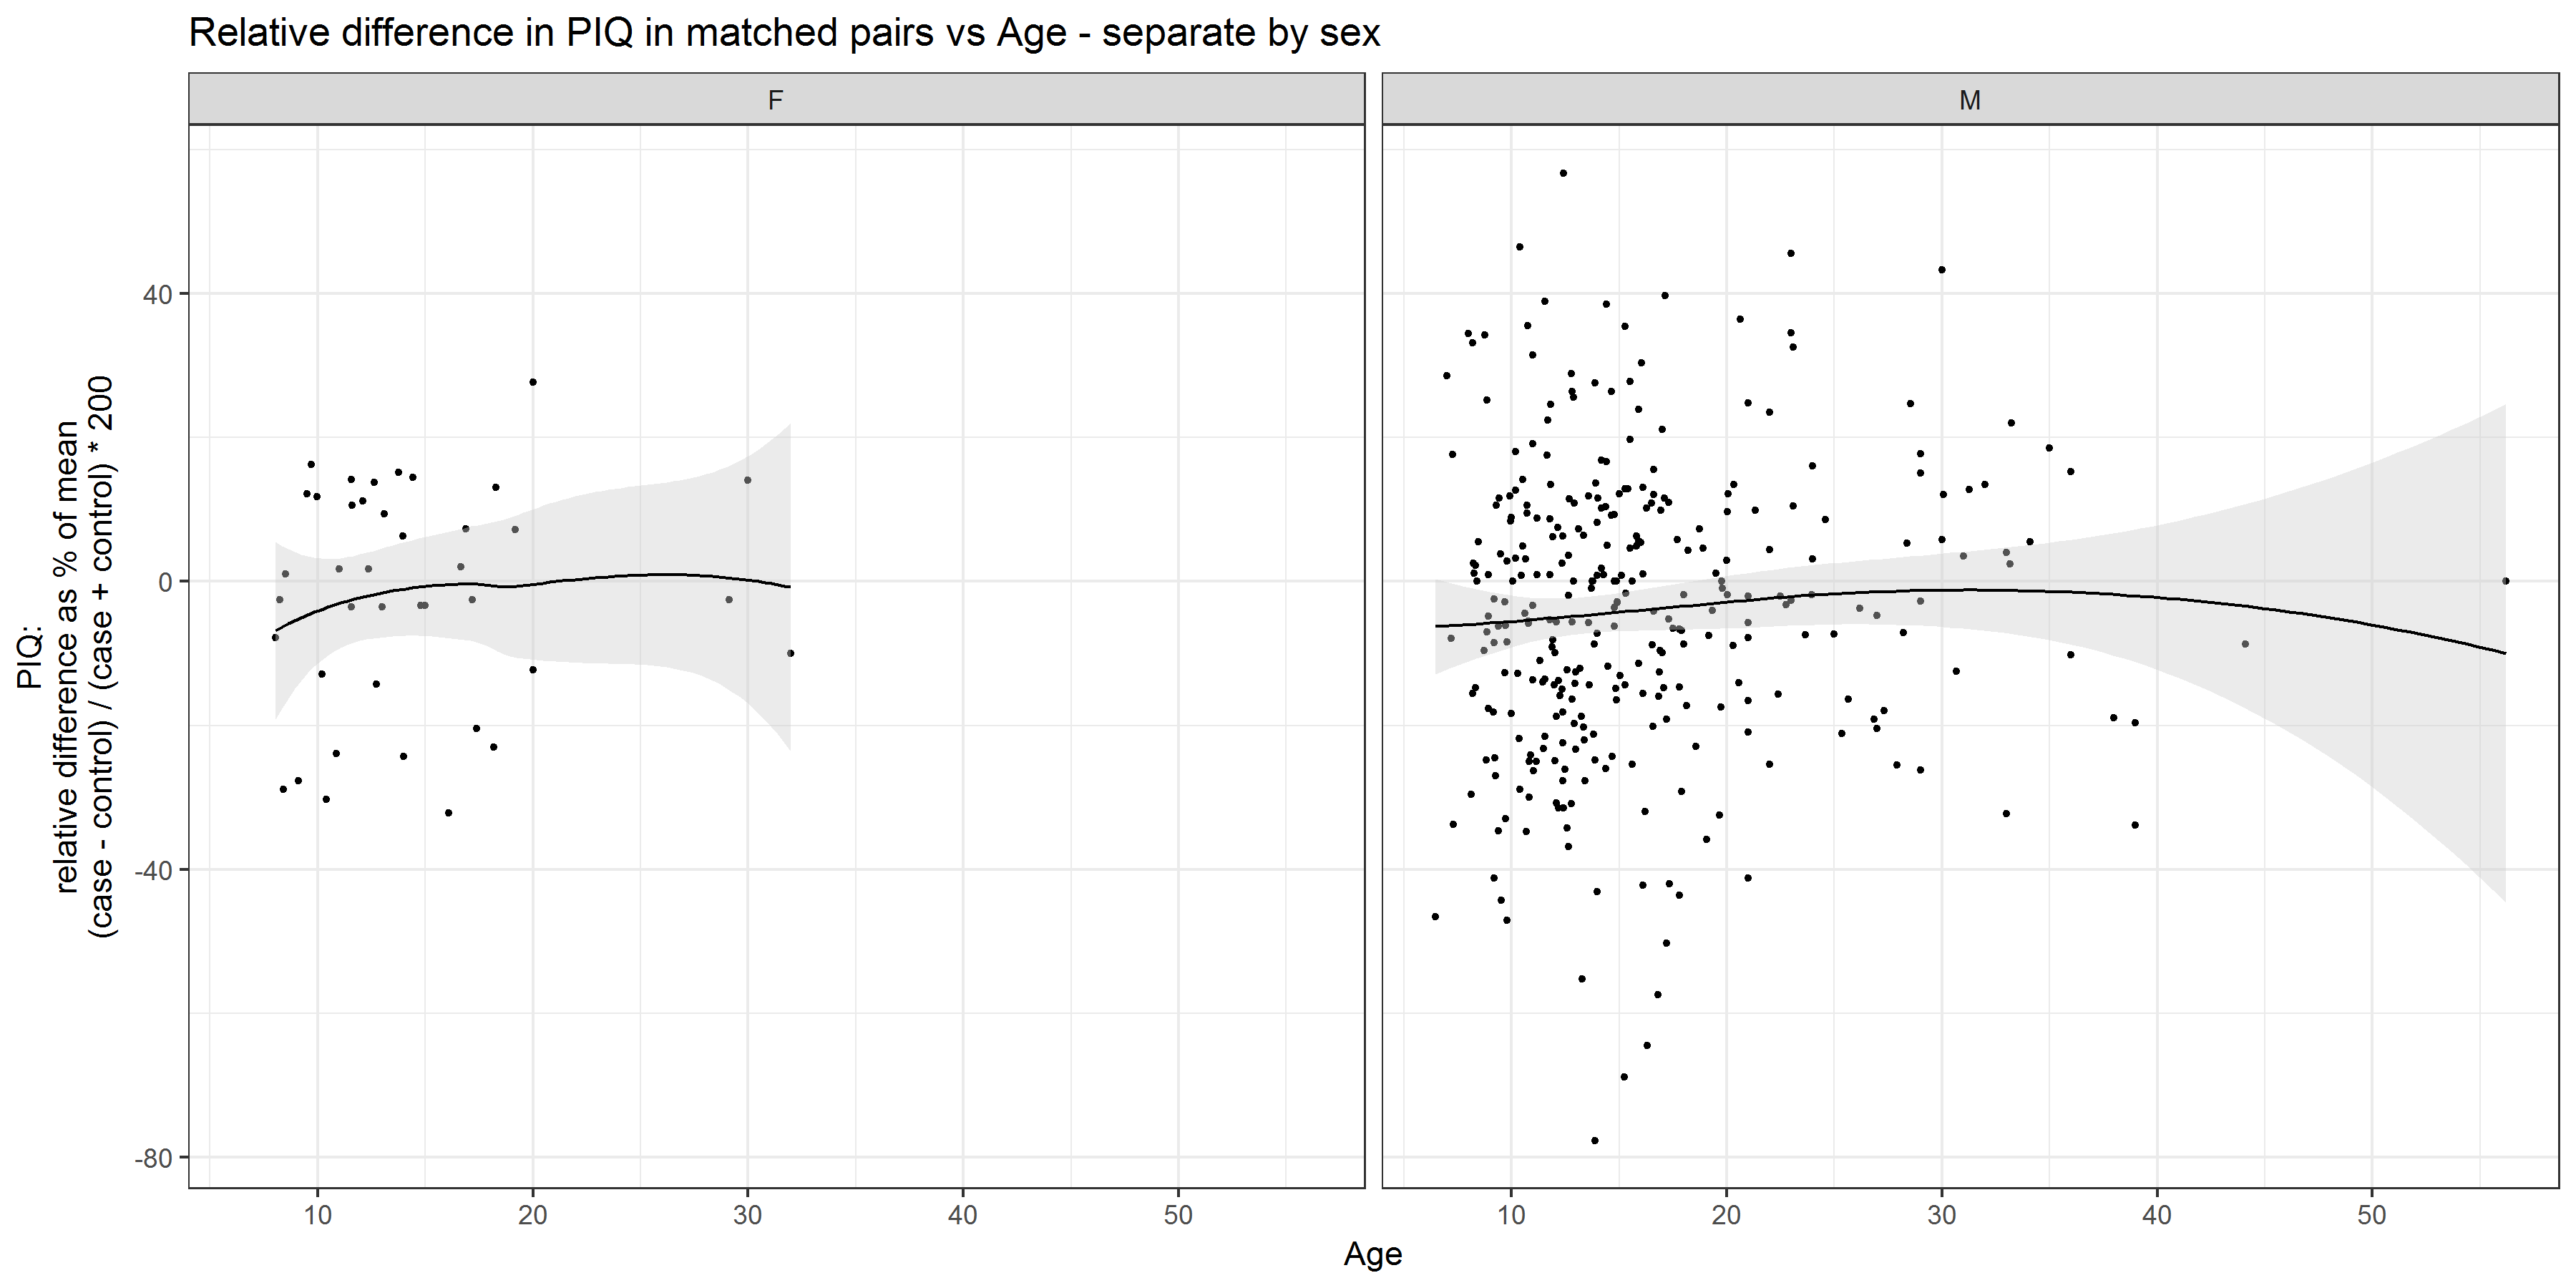 Relative difference in PIQ in matched pairs vs Age - separate by sex
F
M
PIQ:
relative difference as % of mean
(case - control) / (case + control) * 200
40
0
-40
-80
10 20 30 40 50
10 20 30 40 50
Age